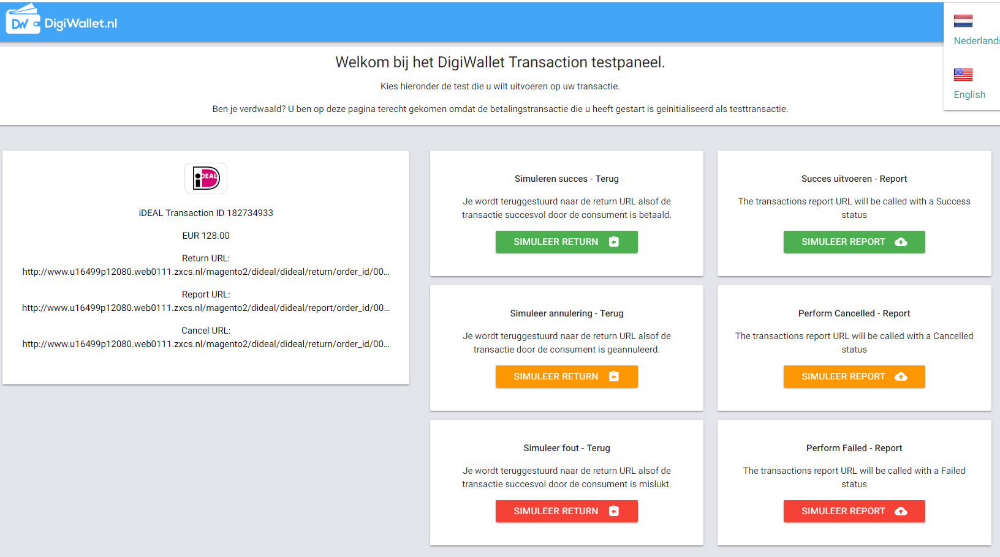 DW DigiWallet.nl
Nederlands
English
Welkom bij het DigiWallet Transaction testpaneel.
Kies hieronder de test die u wilt uitvoeren op uw transactie.
Ben je verdwaald? U ben op deze pagina terecht gekomen omdat de betalingstransactie die u heeft gestart is geinitialiseerd als testtransactie.
iDEAL
iDEAL Transaction ID 182734933
EUR 128.00
Return URL:
http://www.u16499p12080.web0111.zxcs.nl/magento2/dideal/dideal/return/order_id/00...
Report URL:
http://www.u16499p12080.web0111.zxcs.nl/magento2/dideal/dideal/report/order_id/00...
Cancel URL:
http://www.u16499p12080.web0111.zxcs.nl/magento2/dideal/dideal/return/order_id/00...
Simuleren succes - Terug
Je wordt teruggestuurd naar de return URL alsof de
transactie succesvol door de consument is betaald.
SIMULEER RETURN
Succes uitvoeren - Report
The transactions report URL will be called with a Success
status
SIMULEER REPORT
Simuleer annulering - Terug
Je wordt teruggestuurd naar de return URL alsof de
transactie door de consument is geannuleerd.
SIMULEER RETURN
Perform Cancelled - Report
The transactions report URL will be called with a Cancelled
status
SIMULEER REPORT
Simuleer fout - Terug
Je wordt teruggestuurd naar de return URL alsof de
transactie succesvol door de consument is mislukt.
SIMULEER RETURN
Perform Failed - Report
The transactions report URL will be called with a Failed
status
SIMULEER REPORT